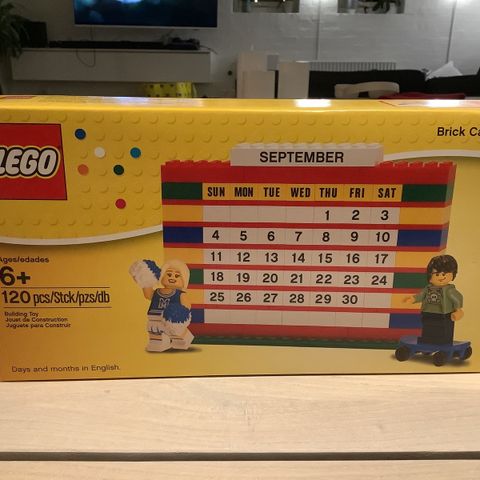 Brick Ca
LEGO
SEPTEMBER
SUN MON TUE WED THU FRI SAT
1 2 3
4 5 6 7 8 9 10
11 12 13 14 15 16 17
18 19 20 21 22 23 24
25 26 27 28 29 30
Ages/edades
6+
120 pcs/Stck/pzs/db
Building Toy
Jouet de Construction
Juguete para Construir
M
Days and months in English.